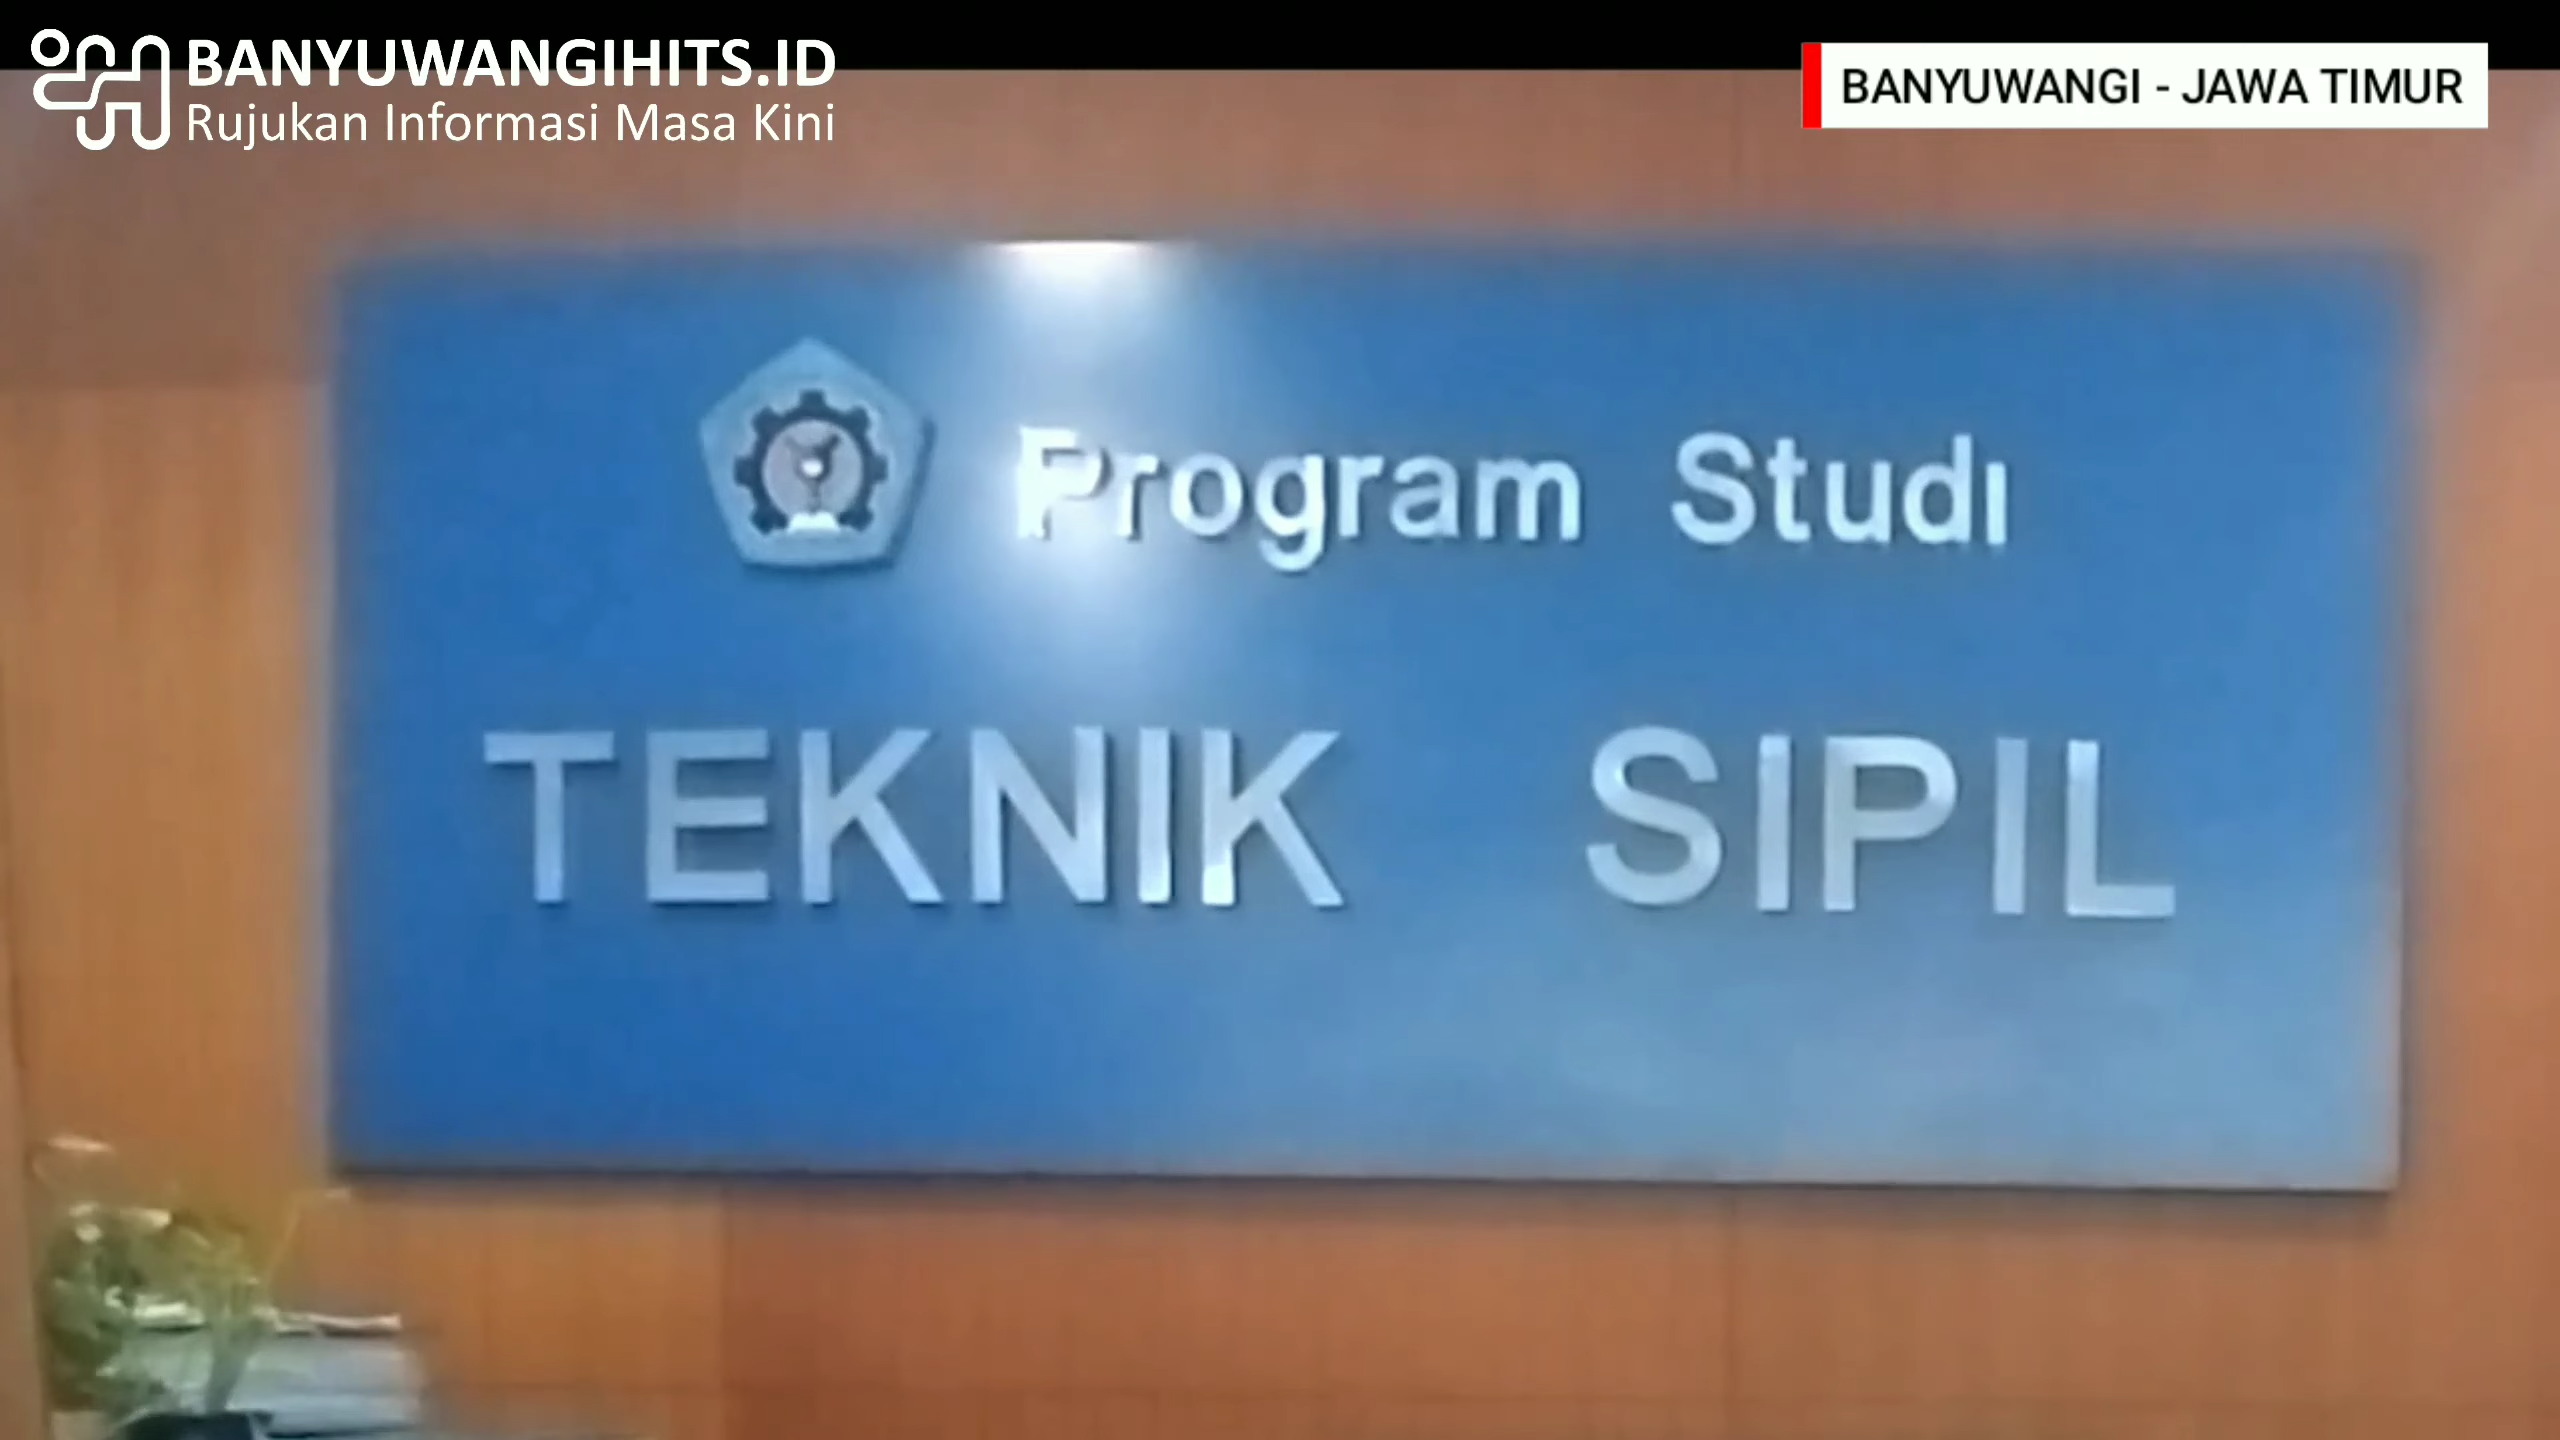 BANYUWANGIHITS.ID
Rujukan Informasi Masa Kini
BANYUWANGI - JAWA TIMUR
Program Studi
TEKNIK SIPIL